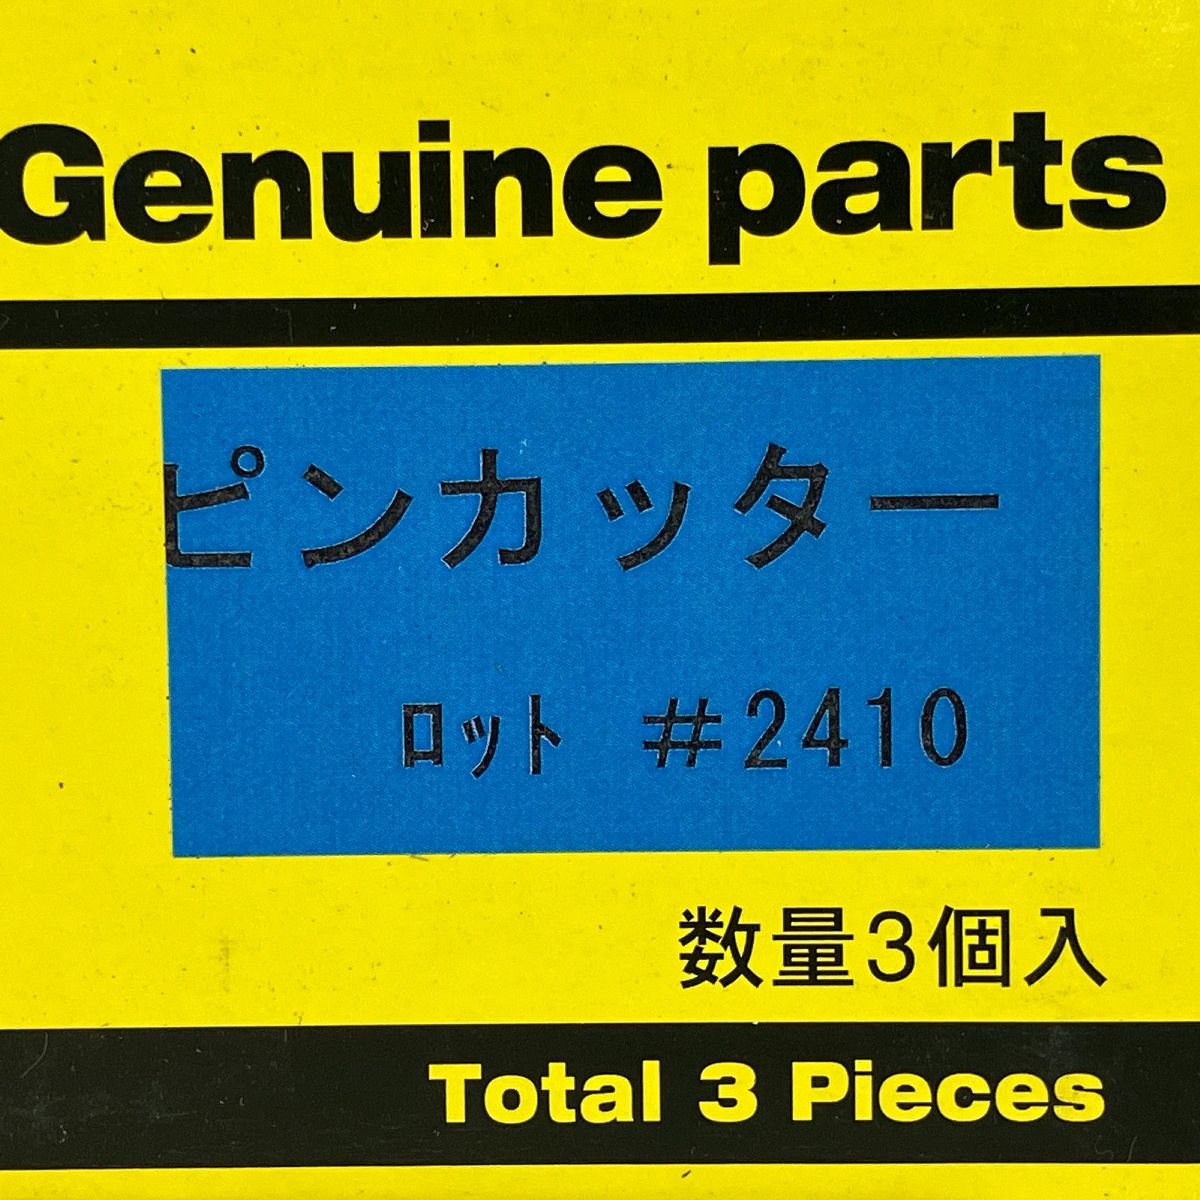 Genuine parts
ピンカッター
ロット #2410
数量3個入
Total 3 Pieces